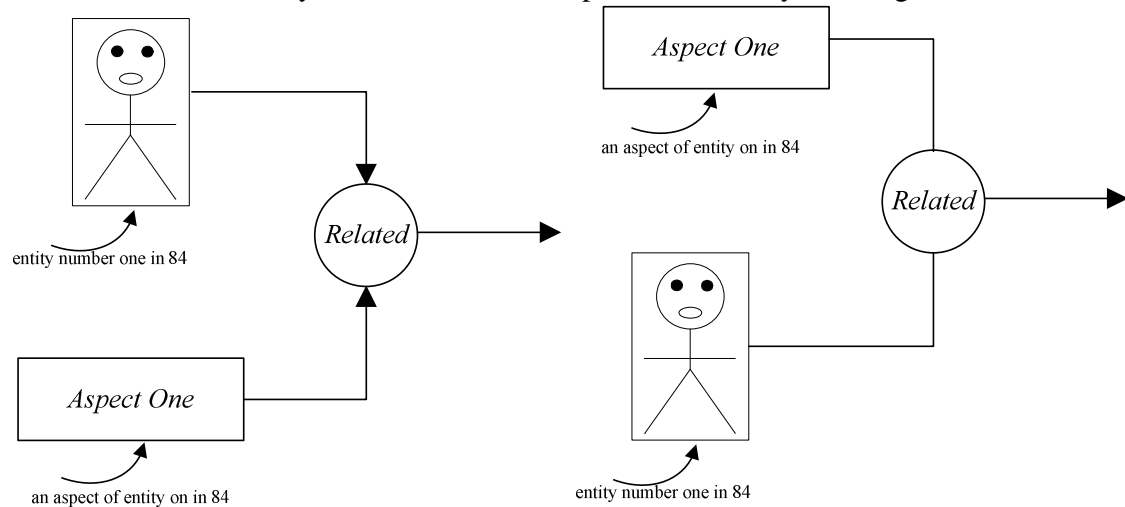 Aspect One
an aspect of entity on in 84
Related
entity number one in 84
Related
Aspect One
an aspect of entity on in 84
entity number one in 84